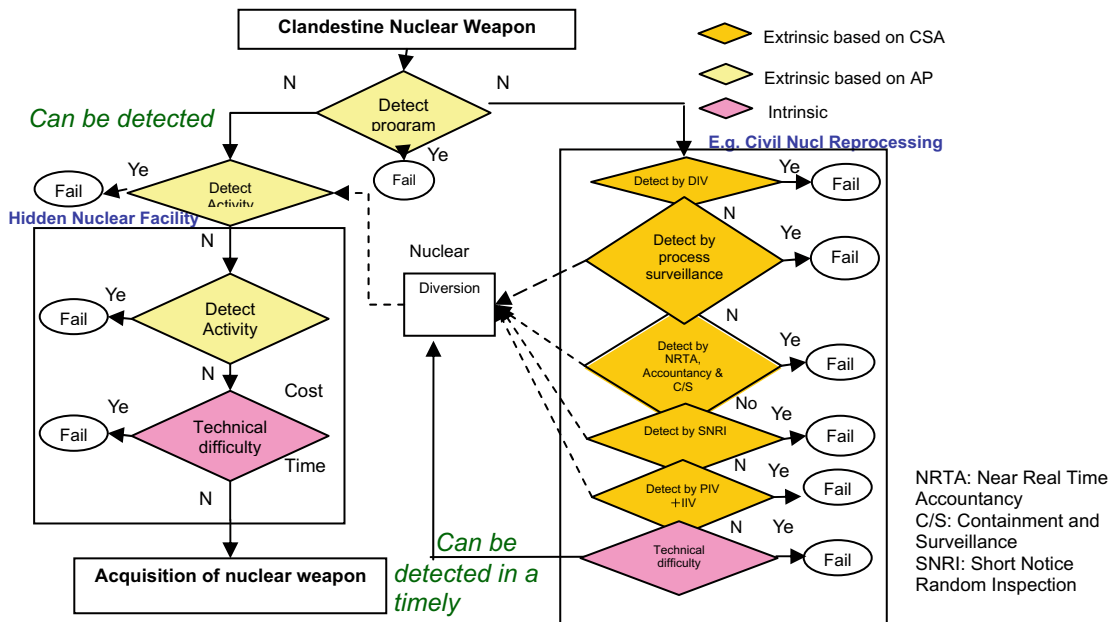 Clandestine Nuclear Weapon
Extrinsic based on CSA
Extrinsic based on AP
Intrinsic
N
N
Detect
program
Can be detected
E.g. Civil Nucl Reprocessing
Ye
Fail
Ye
Fail
Detect
Activity
Hidden Nuclear Facility
N
Detect by DIV
Ye
Fail
N
Detect by
process
surveillance
Ye
Fail
N
Nuclear
Diversion
Ye
Fail
Detect
Activity
N
Detect by
NRTA,
Accountancy &
C/S
Ye
Fail
No
Cost
Ye
Fail
Technical
difficulty
Time
N
Detect by SNRI
Ye
Fail
N
Detect by PIV
+IIV
Ye
Fail
N
Technical
difficulty
Ye
Fail
Can be
detected in a
timely
Acquisition of nuclear weapon
NRTA: Near Real Time
Accountancy
C/S: Containment and
Surveillance
SNRI: Short Notice
Random Inspection